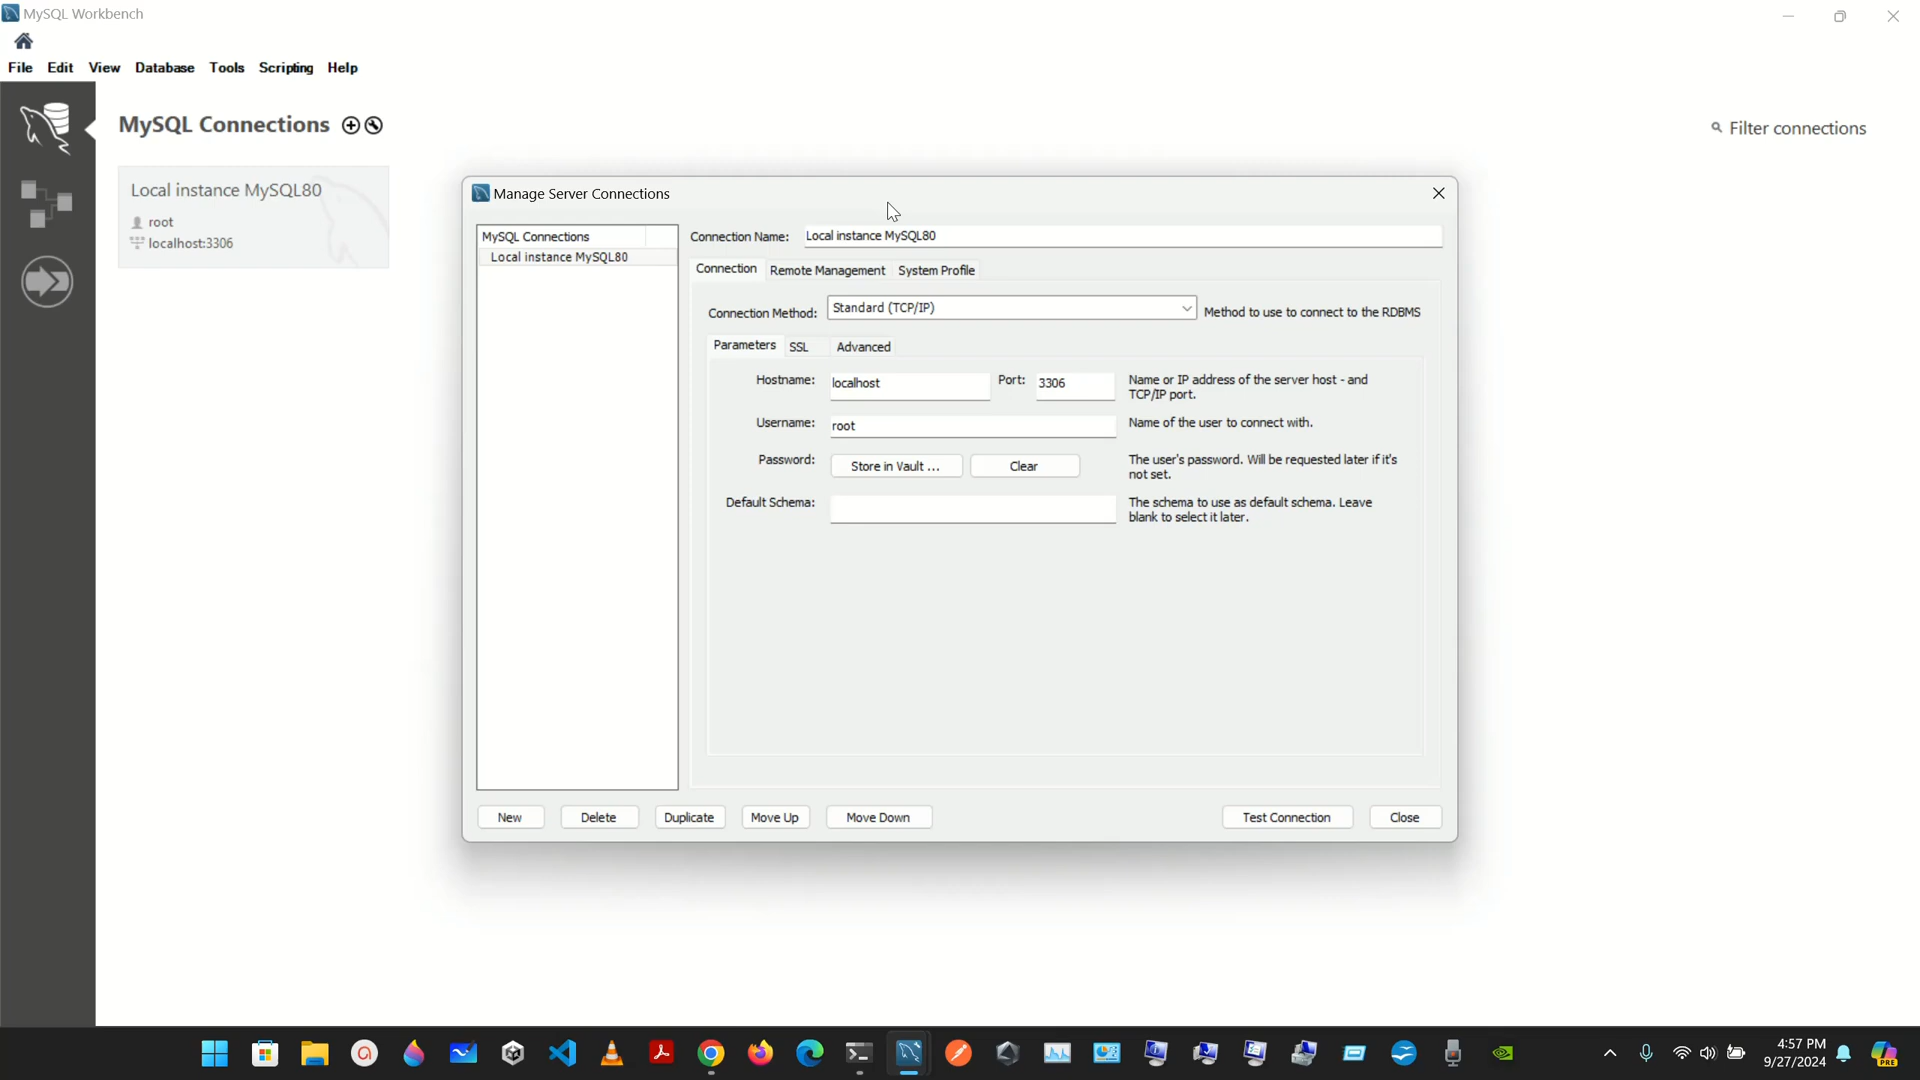 MySQL Workbench
File Edit View Database Tools Scripting Help
MySQL Connections
Filter connections
Local instance MySQL80
root
localhost:3306
Manage Server Connections
MySQL Connections
Local instance MySQL80
Connection Name: Local instance MySQL80
Connection Remote Management System Profile
Connection Method: Standard (TCP/IP) Method to use to connect to the RDBMS
Parameters SSL Advanced
Hostname: localhost Port: 3306 Name or IP address of the server host - and
TCP/IP port.
Username: root Name of the user to connect with.
Password: Store in Vault ... Clear The user's password. Will be requested later if it's
not set.
Default Schema: The schema to use as default schema. Leave
blank to select it later.
New Delete Duplicate Move Up Move Down Test Connection Close
4:57 PM
9/27/2024
PRE